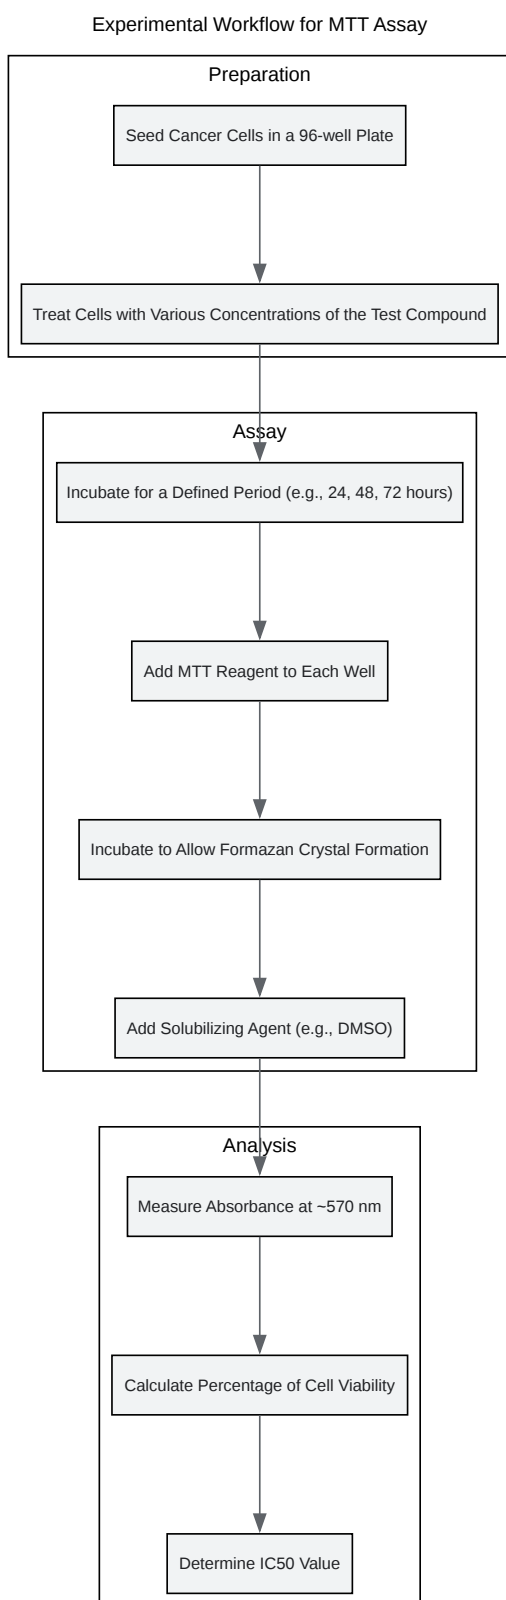 Experimental Workflow for MTT Assay
Preparation
Seed Cancer Cells in a 96-well Plate
Treat Cells with Various Concentrations of the Test Compound
Assay
Incubate for a Defined Period (e.g., 24, 48, 72 hours)
Add MTT Reagent to Each Well
Incubate to Allow Formazan Crystal Formation
Add Solubilizing Agent (e.g., DMSO)
Analysis
Measure Absorbance at ~570 nm
Calculate Percentage of Cell Viability
Determine IC50 Value